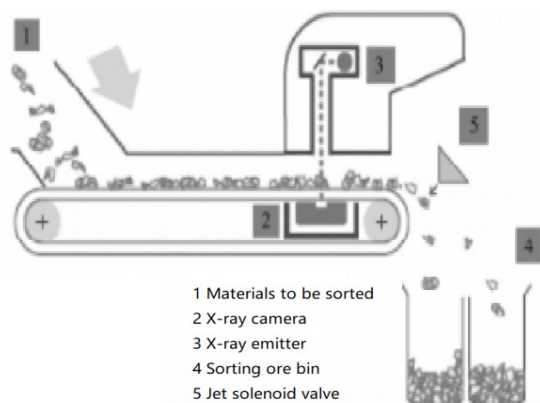 1
3
5
2
4
1 Materials to be sorted
2 X-ray camera
3 X-ray emitter
4 Sorting ore bin
5 Jet solenoid valve